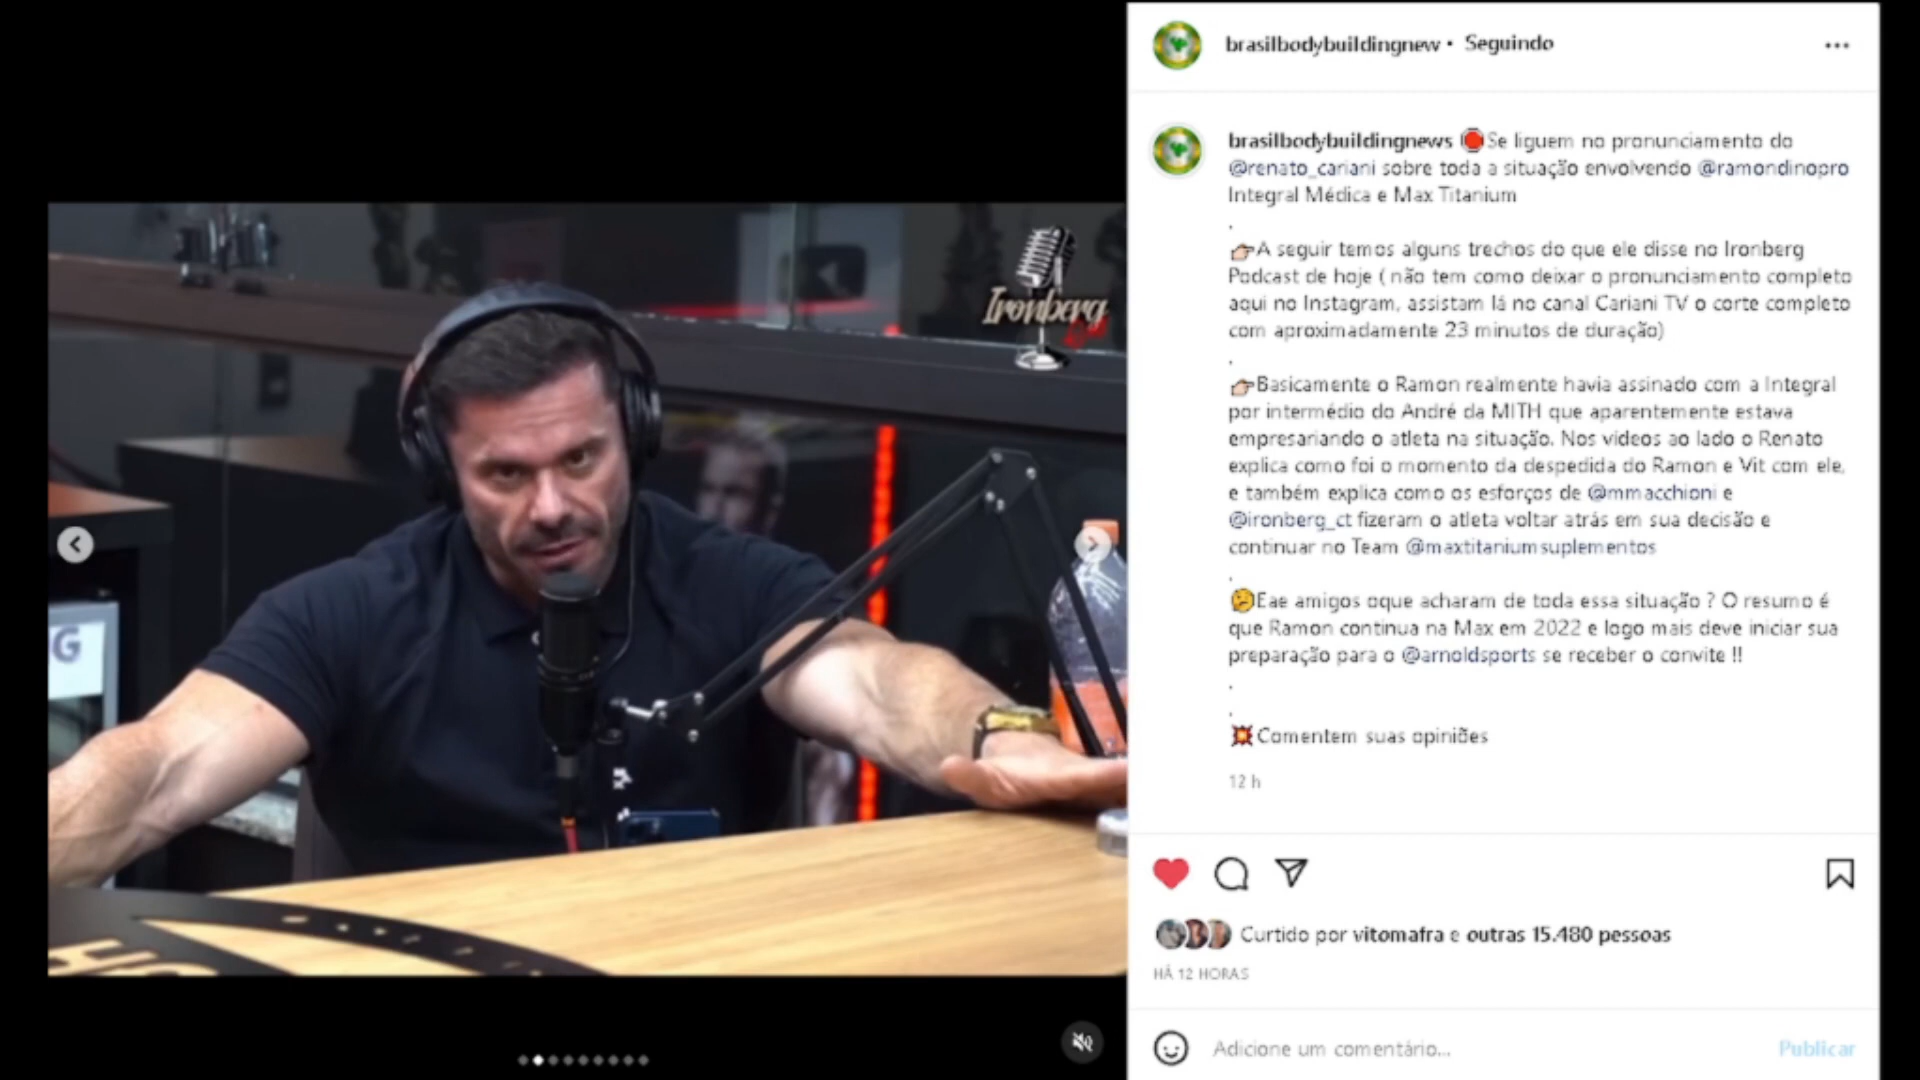 brasilbodybuildingnew • Seguindo
brasilbodybuildingnews 🛑Se liguem no pronunciamento do
@renato_cariani sobre toda a situação envolvendo @ramondinopro
Integral Médica e Max Titanium
.
👉A seguir temos alguns trechos do que ele disse no Ironberg
Podcast de hoje ( não tem como deixar o pronunciamento completo
aqui no Instagram, assistam lá no canal Cariani TV o corte completo
com aproximadamente 23 minutos de duração)
.
👉Basicamente o Ramon realmente havia assinado com a Integral
por intermédio do André da MITH que aparentemente estava
empresariando o atleta na situação. Nos vídeos ao lado o Renato
explica como foi o momento da despedida do Ramon e Vit com ele,
e também explica como os esforços de @mmacchioni e
@ironberg_ct fizeram o atleta voltar atrás em sua decisão e
continuar no Team @maxtitaniumsuplementos
.
🤔Eae amigos oque acharam de toda essa situação ? O resumo é
que Ramon continua na Max em 2022 e logo mais deve iniciar sua
preparação para o @arnoldsports se receber o convite !!
.
.
💥Comentem suas opiniões
12 h
Curtido por vitomafra e outras 15.480 pessoas
HÁ 12 HORAS
Adicione um comentário...
Publicar
Ironberg
G